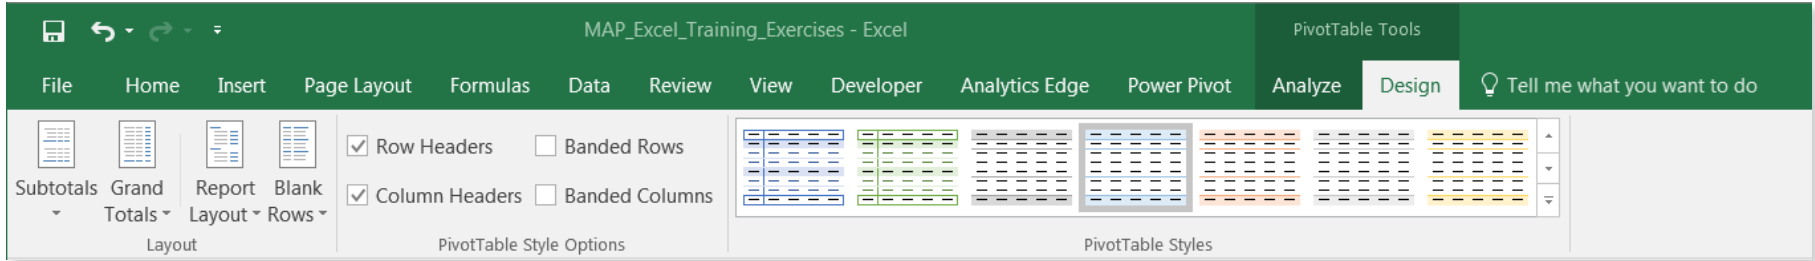 MAP_Excel_Training_Exercises - Excel
PivotTable Tools
File Home Insert Page Layout Formulas Data Review View Developer Analytics Edge Power Pivot Analyze Design Tell me what you want to do
Subtotals
Grand
Totals
Report
Layout
Blank
Rows
Layout
Row Headers
Banded Rows
Column Headers
Banded Columns
PivotTable Style Options
PivotTable Styles